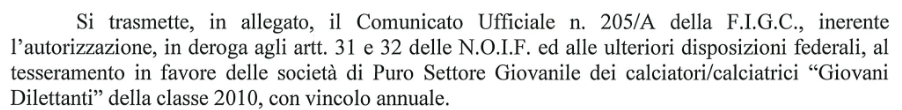 Si trasmette, in allegato, il Comunicato Ufficiale n. 205/A della F.I.G.C., inerente
l’autorizzazione, in deroga agli artt. 31 e 32 delle N.O.I.F. ed alle ulteriori disposizioni federali, al
tesseramento in favore delle società di Puro Settore Giovanile dei calciatori/calciatrici “Giovani
Dilettanti” della classe 2010, con vincolo annuale.